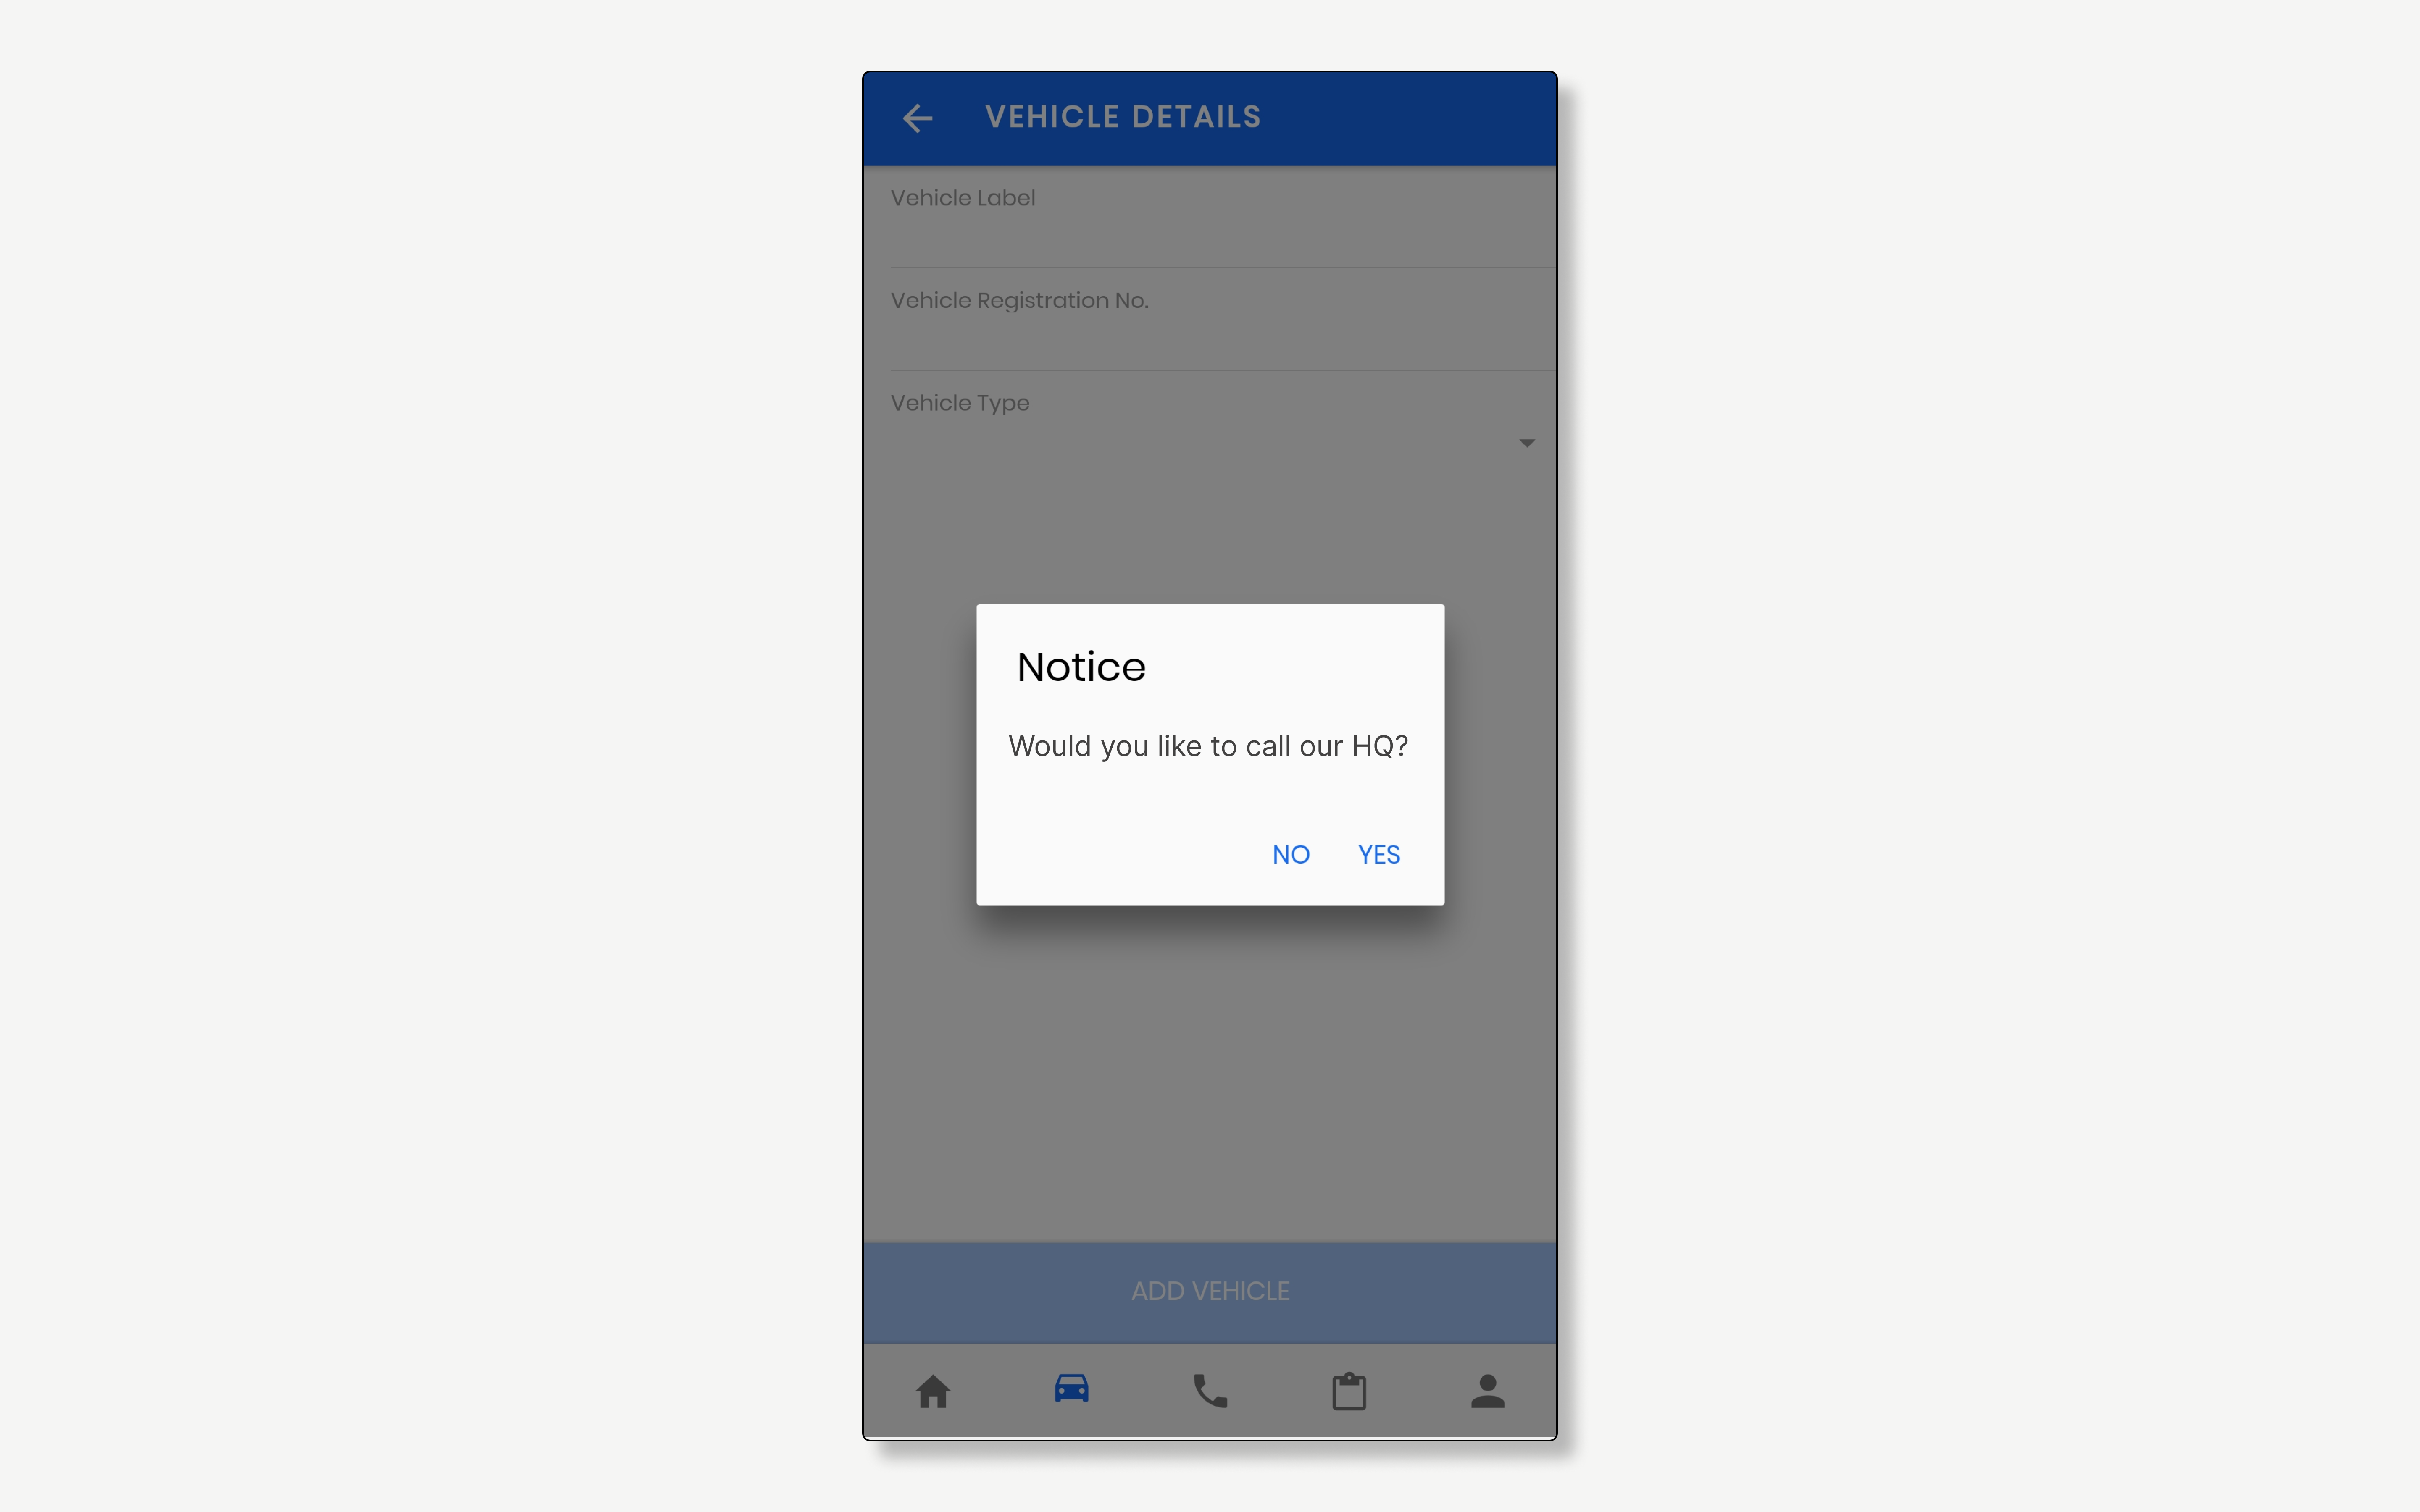 VEHICLE DETAILS
Vehicle Label
Vehicle Registration No.
Vehicle Type
Notice
Would you like to call our HQ?
NO YES
ADD VEHICLE